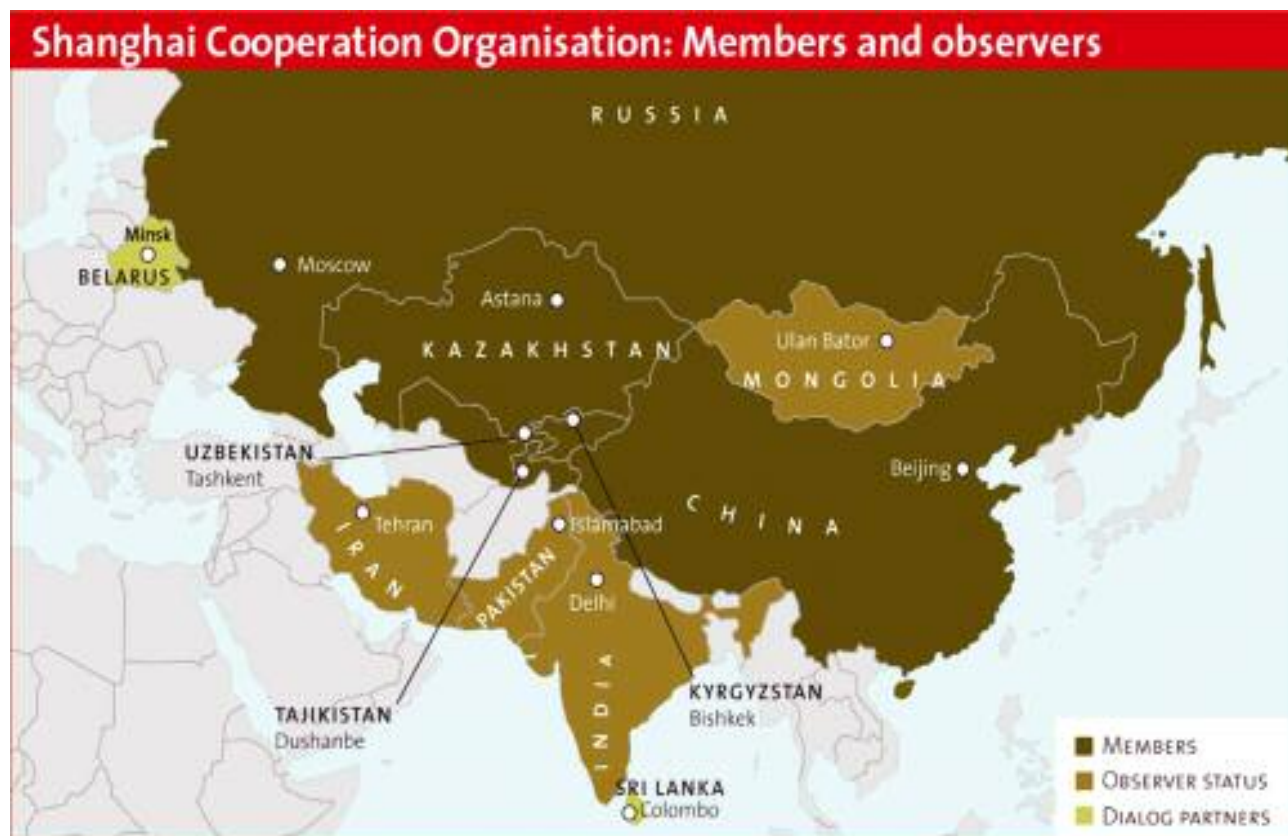 Shanghai Cooperation Organisation: Members and observers
RUSSIA
Minsk
BELARUS
Moscow
Astana
KAZAKHSTAN
Ulan Bator
MONGOLIA
UZBEKISTAN
Tashkent
Beijing
CHINA
Tehran
IRAN
Islamabad
PAKISTAN
Delhi
INDIA
TAJIKISTAN
Dushanbe
KYRGYZSTAN
Bishkek
SRI LANKA
Colombo
MEMBERS
OBSERVER STATUS
DIALOG PARTNERS